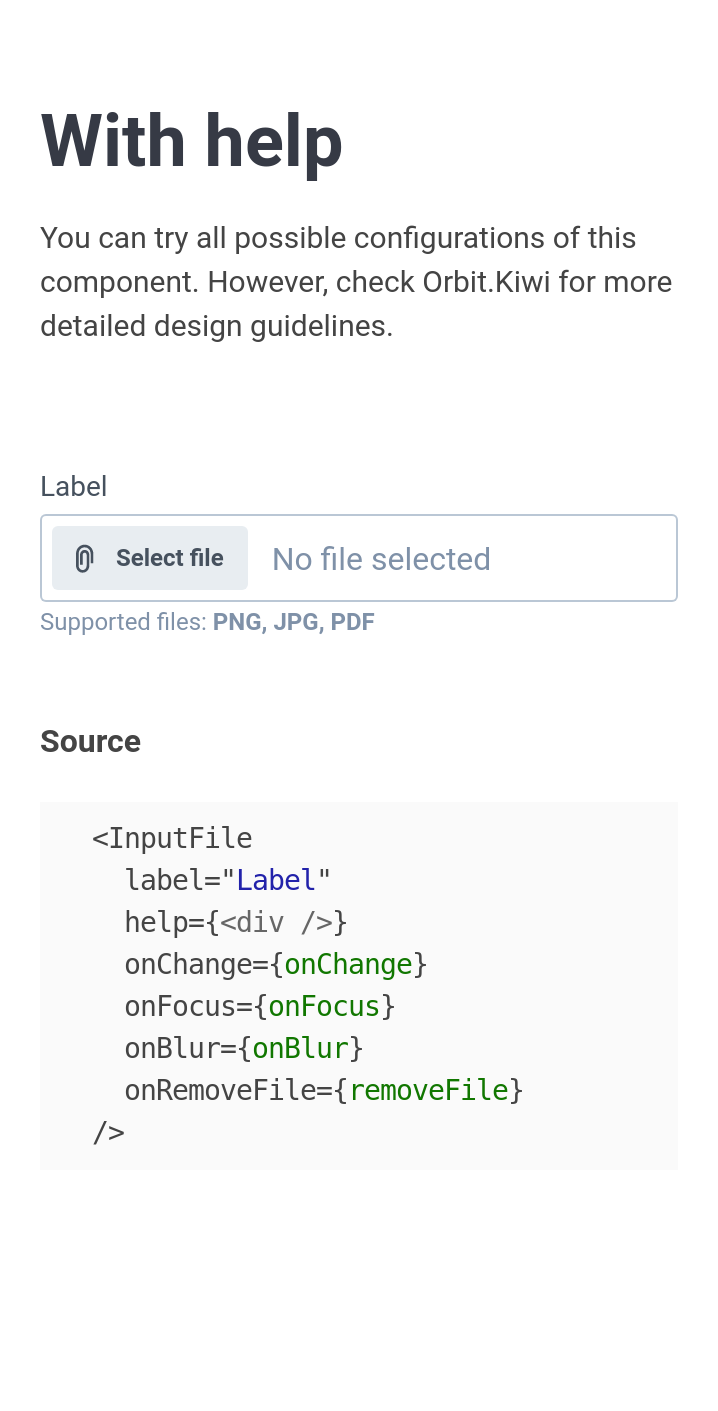 With help
You can try all possible configurations of this
component. However, check Orbit.Kiwi for more
detailed design guidelines.
Label
Select file
No file selected
Supported files: PNG, JPG, PDF
Source
<InputFile
  label="Label"
  help={<div />}
  onChange={onChange}
  onFocus={onFocus}
  onBlur={onBlur}
  onRemoveFile={removeFile}
/>